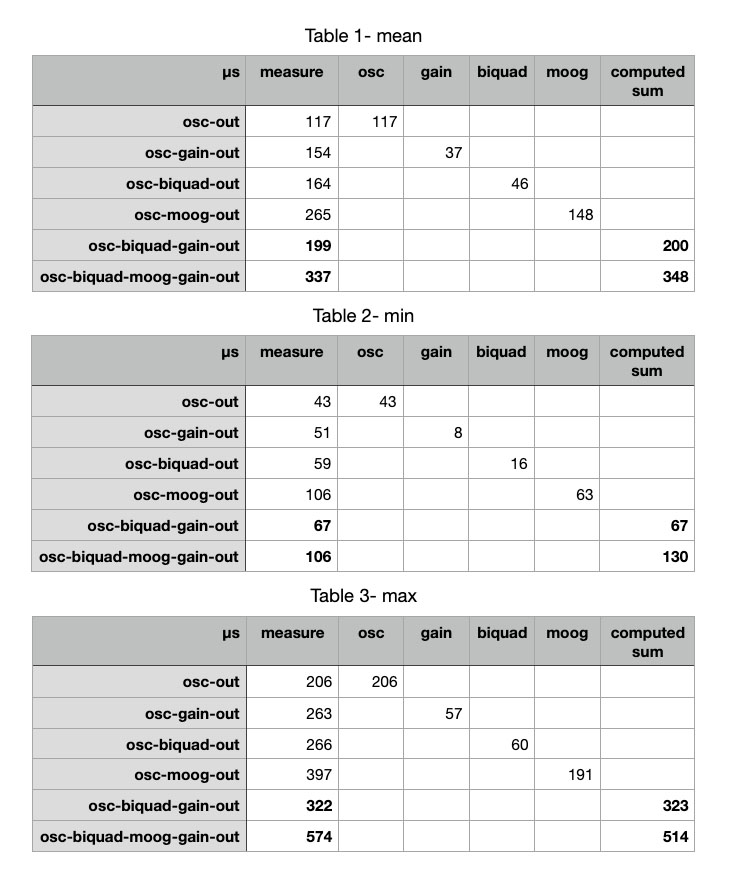 Table 1- mean
µs measure osc gain biquad moog computed sum
osc-out 117 117
osc-gain-out 154 37
osc-biquad-out 164 46
osc-moog-out 265 148
osc-biquad-gain-out 199 200
osc-biquad-moog-gain-out 337 348
Table 2- min
µs measure osc gain biquad moog computed sum
osc-out 43 43
osc-gain-out 51 8
osc-biquad-out 59 16
osc-moog-out 106 63
osc-biquad-gain-out 67 67
osc-biquad-moog-gain-out 106 130
Table 3- max
µs measure osc gain biquad moog computed sum
osc-out 206 206
osc-gain-out 263 57
osc-biquad-out 266 60
osc-moog-out 397 191
osc-biquad-gain-out 322 323
osc-biquad-moog-gain-out 574 514